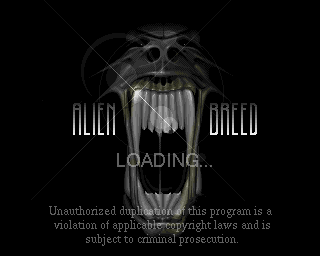 ALIEN BREED
LOADING...
Unauthorized duplication of this program is a
violation of applicable copyright laws and is
subject to criminal prosecution.